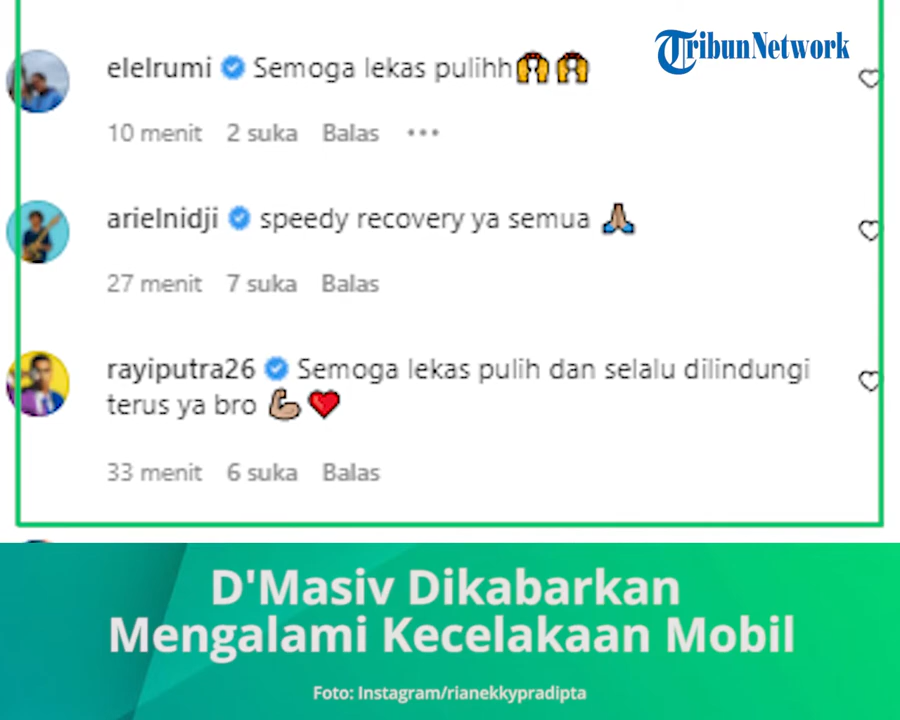 TribunNetwork
elelrumi Semoga lekas pulihh
10 menit 2 suka Balas •••
arielnidji speedy recovery ya semua 🙏
27 menit 7 suka Balas
rayiputra26 Semoga lekas pulih dan selalu dilindungi
terus ya bro 💪❤️
33 menit 6 suka Balas
D'Masiv Dikabarkan
Mengalami Kecelakaan Mobil
Foto: Instagram/rianekkypradipta